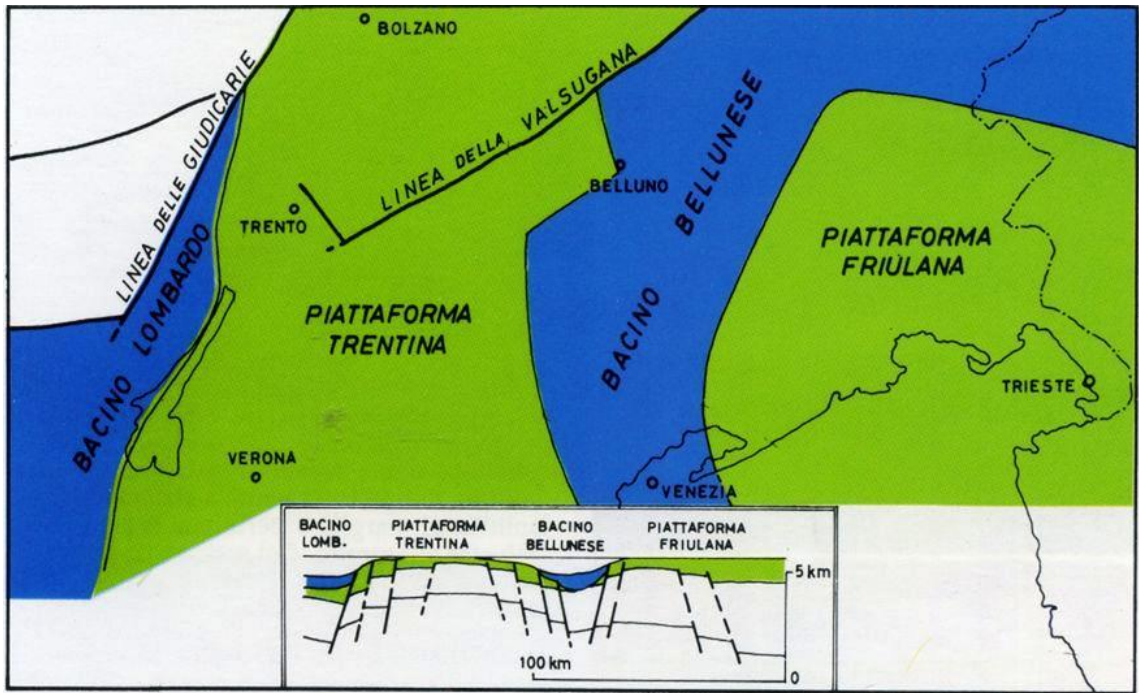 BOLZANO
LINEA DELLE GIUDICARIE
LINEA DELLA VALSUGANA
BACINO BELLUNESE
BELLUNO
TRENTO
BACINO LOMBARDO
PIATTAFORMA
TRENTINA
PIATTAFORMA
FRIULANA
TRIESTE
VERONA
VENEZIA
BACINO
LOMB.
PIATTAFORMA
TRENTINA
BACINO
BELLUNESE
PIATTAFORMA
FRIULANA
5 km
100 km
0